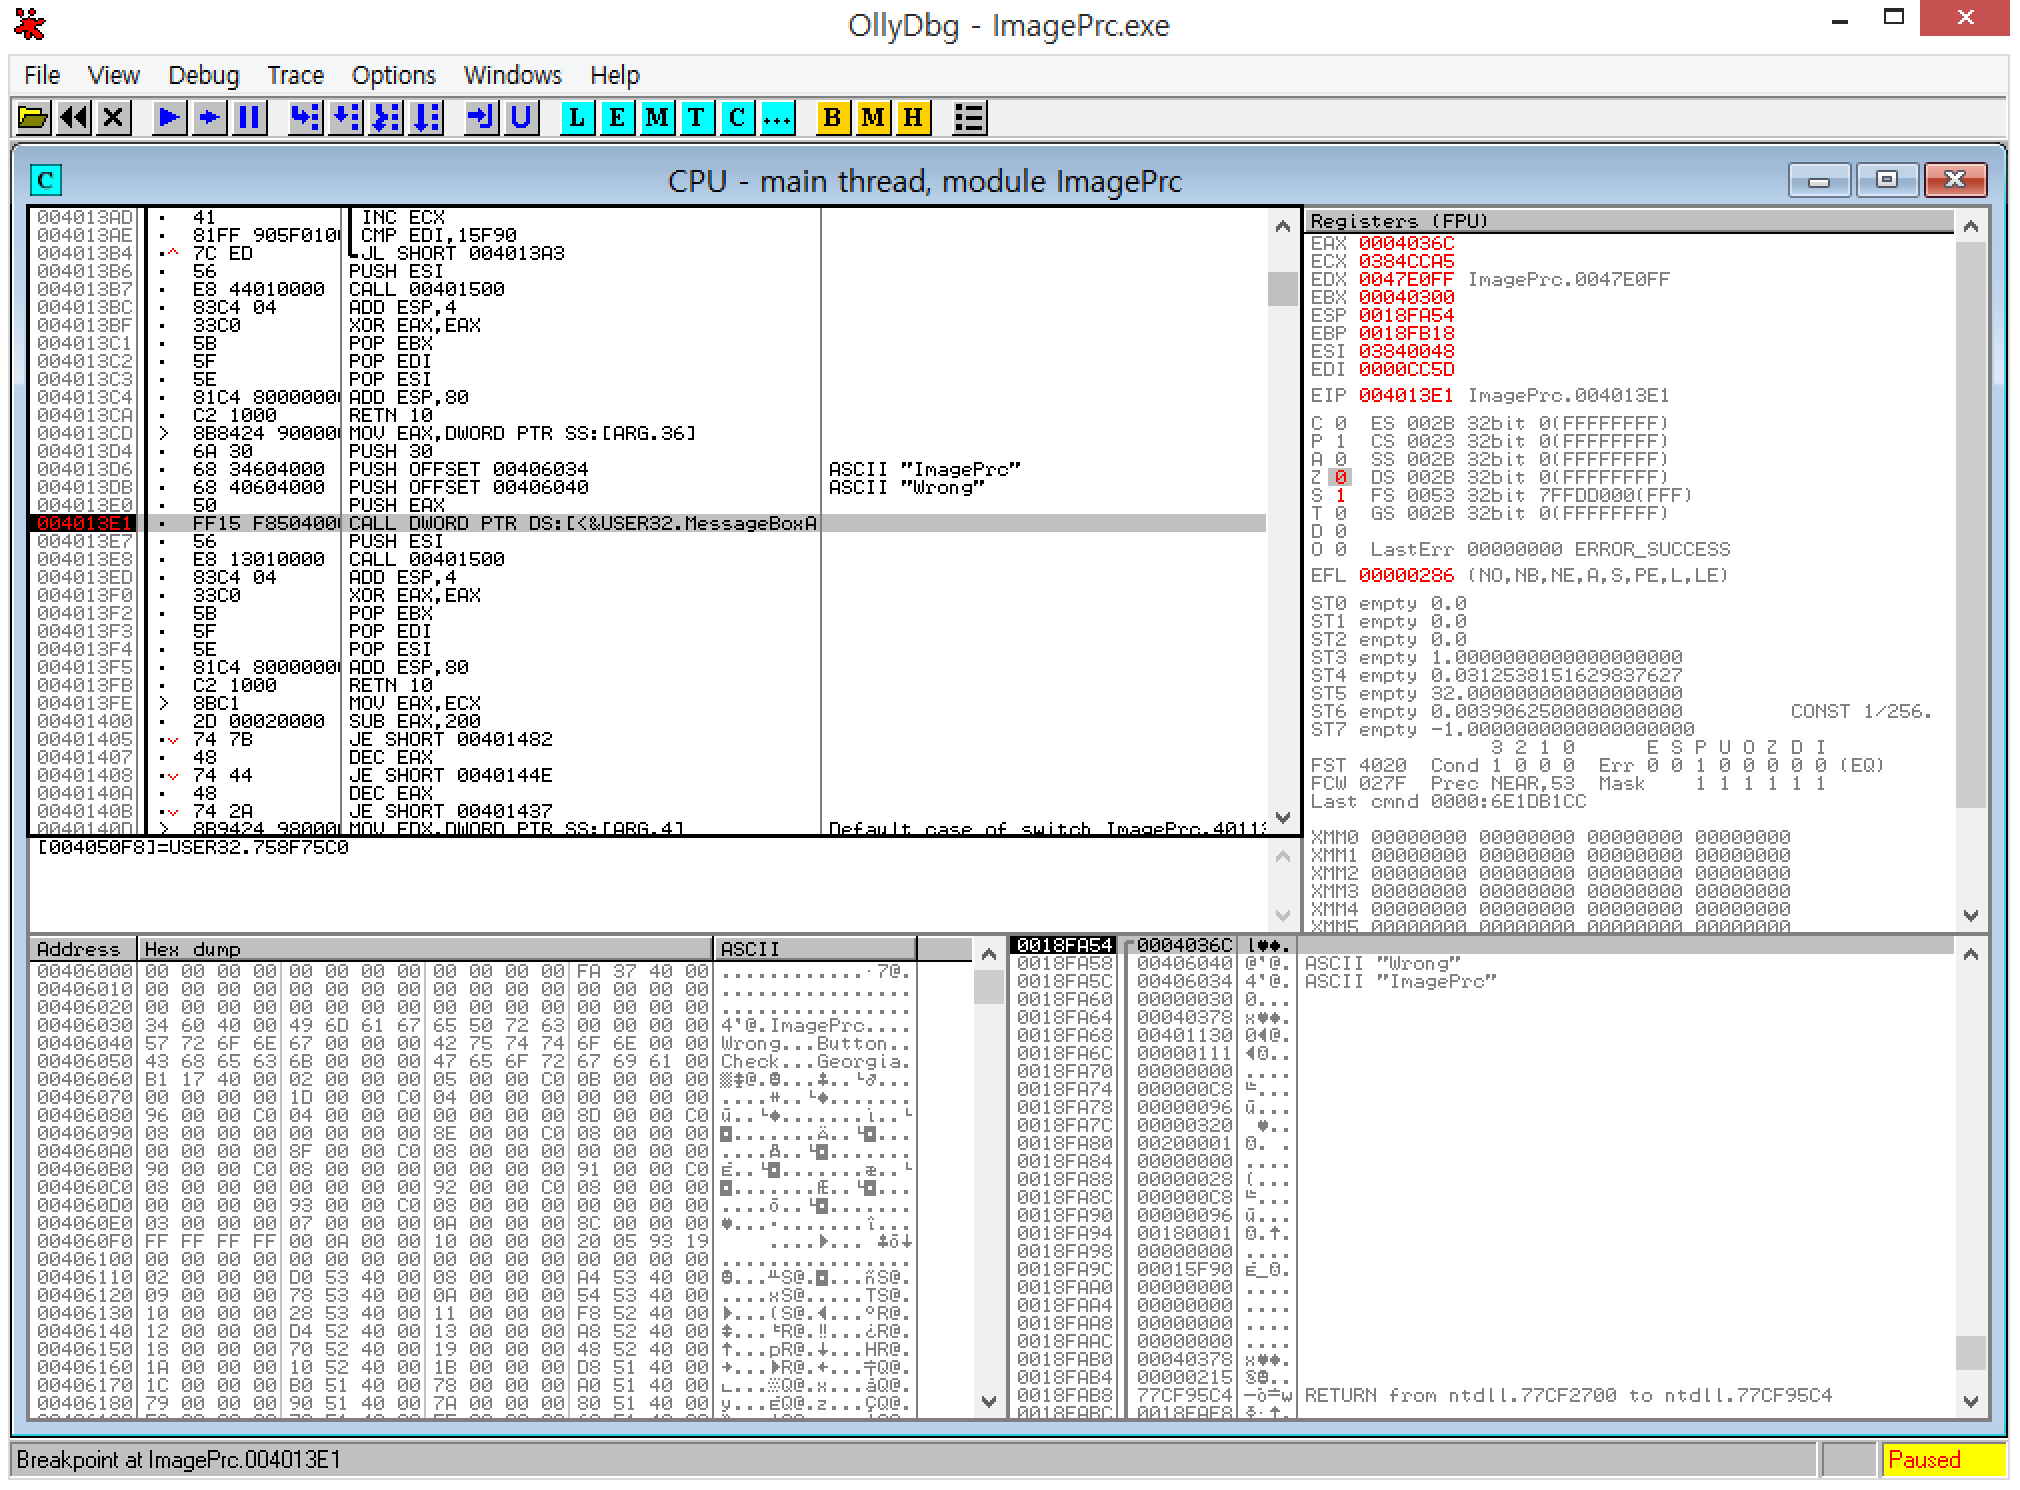 OllyDbg - ImagePrc.exe
File View Debug Trace Options Windows Help
L E M T C ... B M H
C CPU - main thread, module ImagePrc
004013AD . 41 INC ECX
004013AE . 81FF 905F010 CMP EDI,15F90
004013B4 .^ 7C ED JL SHORT 004013A3
004013B6 . 56 PUSH ESI
004013B7 . E8 44010000 CALL 00401500
004013BC . 83C4 04 ADD ESP,4
004013BF . 33C0 XOR EAX,EAX
004013C1 . 5B POP EBX
004013C2 . 5F POP EDI
004013C3 . 5E POP ESI
004013C4 . 81C4 8000000 ADD ESP,80
004013CA . C2 1000 RETN 10
004013CD > 8B8424 90000 MOV EAX,DWORD PTR SS:[ARG.36]
004013D4 . 6A 30 PUSH 30
004013D6 . 68 34604000 PUSH OFFSET 00406034 ASCII "ImagePrc"
004013DB . 68 40604000 PUSH OFFSET 00406040 ASCII "Wrong"
004013E0 . 50 PUSH EAX
004013E1 . FF15 F850400 CALL DWORD PTR DS:[<&USER32.MessageBoxA
004013E7 . 56 PUSH ESI
004013E8 . E8 13010000 CALL 00401500
004013ED . 83C4 04 ADD ESP,4
004013F0 . 33C0 XOR EAX,EAX
004013F2 . 5B POP EBX
004013F3 . 5F POP EDI
004013F4 . 5E POP ESI
004013F5 . 81C4 8000000 ADD ESP,80
004013FB . C2 1000 RETN 10
004013FE > 8BC1 MOV EAX,ECX
00401400 . 2D 00020000 SUB EAX,200
00401405 .v 74 7B JE SHORT 00401482
00401407 . 48 DEC EAX
00401408 .v 74 44 JE SHORT 0040144E
0040140A . 48 DEC EAX
0040140B .v 74 2A JE SHORT 00401437
0040140D > 8B9424 98000 MOV EDX,DWORD PTR SS:[ARG.4] Default case of switch ImagePrc.4011
[004050F8]=USER32.758F75C0
Registers (FPU)
EAX 0004036C
ECX 0384CCA5
EDX 0047E0FF ImagePrc.0047E0FF
EBX 00040300
ESP 0018FA54
EBP 0018FB18
ESI 03840048
EDI 0000CC5D
EIP 004013E1 ImagePrc.004013E1
C 0 ES 002B 32bit 0(FFFFFFFF)
P 1 CS 0023 32bit 0(FFFFFFFF)
A 0 SS 002B 32bit 0(FFFFFFFF)
Z 0 DS 002B 32bit 0(FFFFFFFF)
S 1 FS 0053 32bit 7FFDD000(FFF)
T 0 GS 002B 32bit 0(FFFFFFFF)
D 0
O 0 LastErr 00000000 ERROR_SUCCESS
EFL 00000286 (NO,NB,NE,A,S,PE,L,LE)
ST0 empty 0.0
ST1 empty 0.0
ST2 empty 0.0
ST3 empty 1.0000000000000000000
ST4 empty 0.0312538151629837627
ST5 empty 32.000000000000000000
ST6 empty 0.0039062500000000000 CONST 1/256.
ST7 empty -1.0000000000000000000
3 2 1 0 E S P U O Z D I
FST 4020 Cond 1 0 0 0 Err 0 0 1 0 0 0 0 0 (EQ)
FCW 027F Prec NEAR,53 Mask 1 1 1 1 1 1
Last cmnd 0000:6E1DB1CC
XMM0 00000000 00000000 00000000 00000000
XMM1 00000000 00000000 00000000 00000000
XMM2 00000000 00000000 00000000 00000000
XMM3 00000000 00000000 00000000 00000000
XMM4 00000000 00000000 00000000 00000000
XMM5 00000000 00000000 00000000 00000000
Address Hex dump ASCII
00406000 00 00 00 00 00 00 00 00 00 00 00 00 FA 37 40 00 ............·7@.
00406010 00 00 00 00 00 00 00 00 00 00 00 00 00 00 00 00 ................
00406020 00 00 00 00 00 00 00 00 00 00 00 00 00 00 00 00 ................
00406030 34 60 40 00 49 6D 61 67 65 50 72 63 00 00 00 00 4'@.ImagePrc....
00406040 57 72 6F 6E 67 00 00 00 42 75 74 74 6F 6E 00 00 Wrong...Button..
00406050 43 68 65 63 6B 00 00 00 47 65 6F 72 67 69 61 00 Check...Georgia.
00406060 B1 17 40 00 02 00 00 00 05 00 00 C0 0B 00 00 00
00406070 00 00 00 00 1D 00 00 C0 04 00 00 00 00 00 00 00
00406080 96 00 00 C0 04 00 00 00 00 00 00 00 8D 00 00 C0
00406090 08 00 00 00 00 00 00 00 8E 00 00 C0 08 00 00 00
004060A0 00 00 00 00 8F 00 00 C0 08 00 00 00 00 00 00 00
004060B0 90 00 00 C0 08 00 00 00 00 00 00 00 91 00 00 C0
004060C0 08 00 00 00 00 00 00 00 92 00 00 C0 08 00 00 00
004060D0 00 00 00 00 93 00 00 C0 08 00 00 00 00 00 00 00
004060E0 03 00 00 00 07 00 00 00 0A 00 00 00 8C 00 00 00
004060F0 FF FF FF FF 00 0A 00 00 10 00 00 00 20 05 93 19
00406100 00 00 00 00 00 00 00 00 00 00 00 00 00 00 00 00 ................
00406110 02 00 00 00 D0 53 40 00 08 00 00 00 A4 53 40 00
00406120 09 00 00 00 78 53 40 00 0A 00 00 00 54 53 40 00 ....xS@.....TS@.
00406130 10 00 00 00 28 53 40 00 11 00 00 00 F8 52 40 00
00406140 12 00 00 00 D4 52 40 00 13 00 00 00 A8 52 40 00
00406150 18 00 00 00 70 52 40 00 19 00 00 00 48 52 40 00 ↑...pR@.↓...HR@.
00406160 1A 00 00 00 10 52 40 00 1B 00 00 00 D8 51 40 00
00406170 1C 00 00 00 B0 51 40 00 78 00 00 00 A0 51 40 00
00406180 79 00 00 00 90 51 40 00 7A 00 00 00 80 51 40 00 y...ÉQ@.z...ÇQ@.
0018FA54 0004036C l♥♦.
0018FA58 00406040 @'@. ASCII "Wrong"
0018FA5C 00406034 4'@. ASCII "ImagePrc"
0018FA60 00000030 0...
0018FA64 00040378 x♥♦.
0018FA68 00401130 0◄@.
0018FA6C 00000111 ◄0..
0018FA70 00000000 ....
0018FA74 000000C8 ╚...
0018FA78 00000096 û...
0018FA7C 00000320 ♥..
0018FA80 00200001
0018FA84 00000000 ....
0018FA88 00000028 (...
0018FA8C 000000C8 ╚...
0018FA90 00000096 û...
0018FA94 00180001
0018FA98 00000000 ....
0018FA9C 00015F90
0018FAA0 00000000 ....
0018FAA4 00000000 ....
0018FAA8 00000000 ....
0018FAAC 00000000 ....
0018FAB0 00040378 x♥♦.
0018FAB4 00000215
0018FAB8 77CF95C4 RETURN from ntdll.77CF2700 to ntdll.77CF95C4
0018FABC 0018FAF8
Breakpoint at ImagePrc.004013E1 Paused